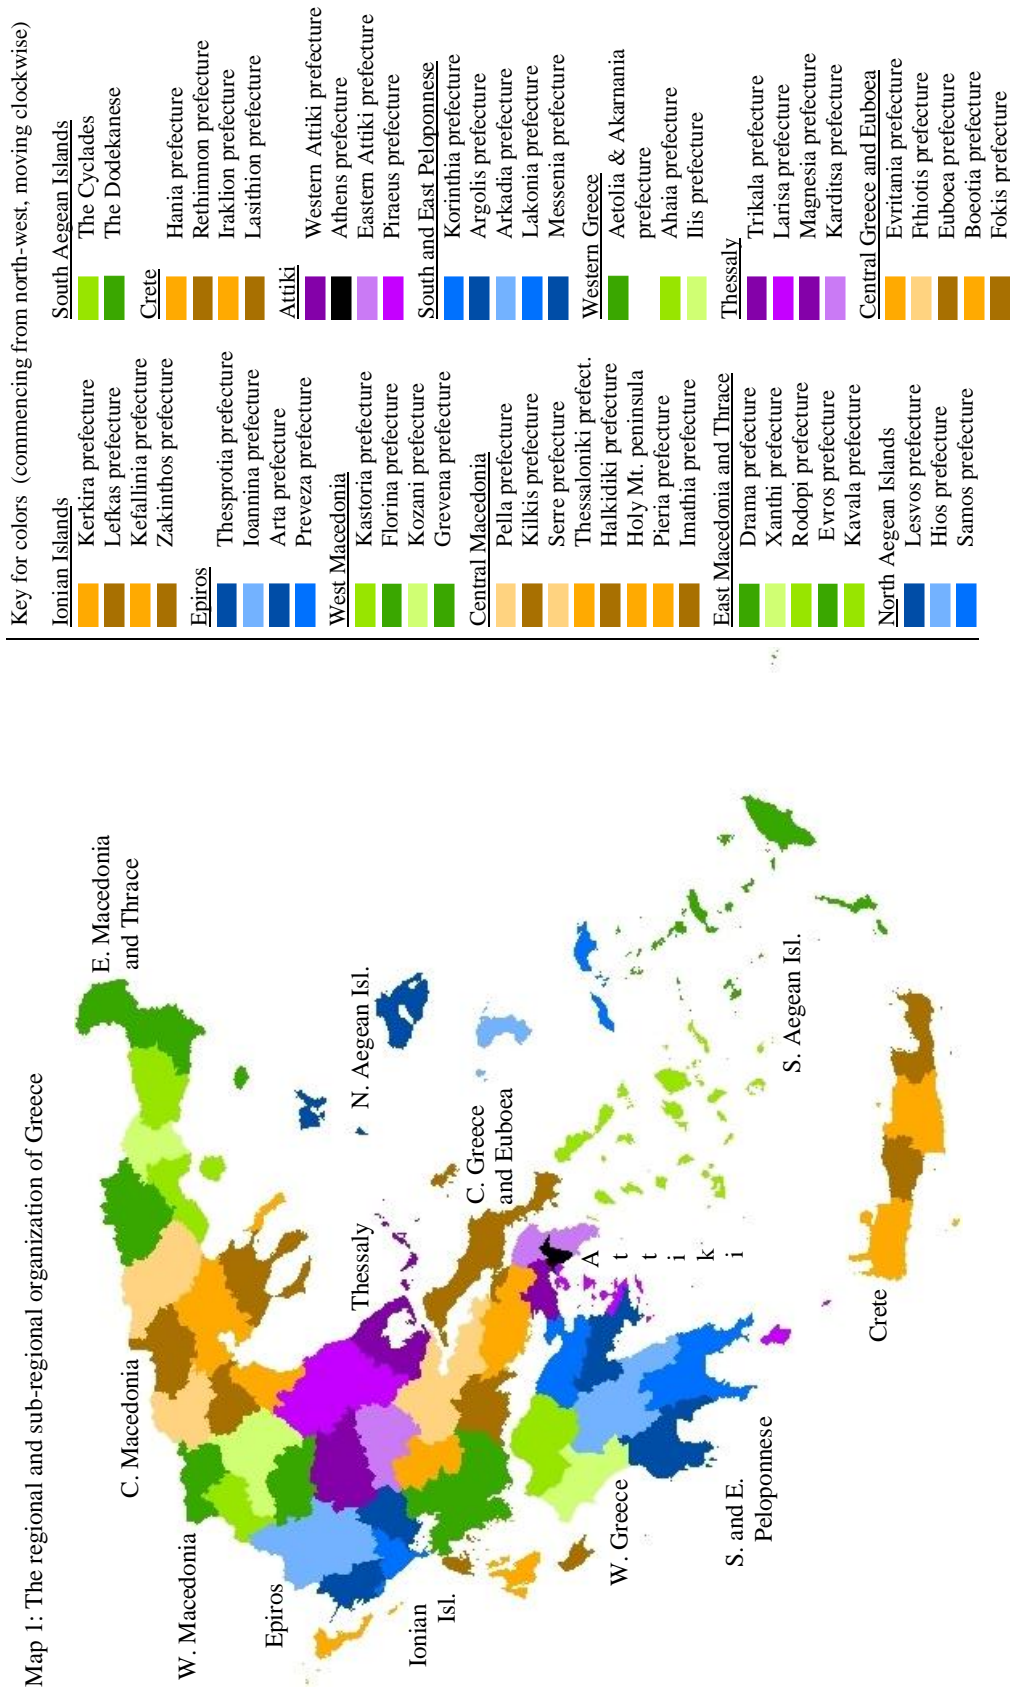 Map 1: The regional and sub-regional organization of Greece
W. Macedonia
C. Macedonia
E. Macedonia
and Thrace
Epiros
Thessaly
N. Aegean Isl.
Ionian
Isl.
C. Greece
and Euboea
A
t
t
i
k
i
W. Greece
S. and E.
Peloponnese
S. Aegean Isl.
Crete
Key for colors (commencing from north-west, moving clockwise)
Ionian Islands
Kerkira prefecture
Lefkas prefecture
Kefallinia prefecture
Zakinthos prefecture
Epiros
Thesprotia prefecture
Ioannina prefecture
Arta prefecture
Preveza prefecture
West Macedonia
Kastoria prefecture
Florina prefecture
Kozani prefecture
Grevena prefecture
Central Macedonia
Pella prefecture
Kilkis prefecture
Serre prefecture
Thessaloniki prefect.
Halkidiki prefecture
Holy Mt. peninsula
Pieria prefecture
Imathia prefecture
East Macedonia and Thrace
Drama prefecture
Xanthi prefecture
Rodopi prefecture
Evros prefecture
Kavala prefecture
North Aegean Islands
Lesvos prefecture
Hios prefecture
Samos prefecture
South Aegean Islands
The Cyclades
The Dodekanese
Crete
Hania prefecture
Rethimnon prefecture
Iraklion prefecture
Lasithion prefecture
Attiki
Western Attiki prefecture
Athens prefecture
Eastern Attiki prefecture
Piraeus prefecture
South and East Peloponnese
Korinthia prefecture
Argolis prefecture
Arkadia prefecture
Lakonia prefecture
Messenia prefecture
Western Greece
Aetolia & Akarnania
prefecture
Ahaia prefecture
Ilis prefecture
Thessaly
Trikala prefecture
Larisa prefecture
Magnesia prefecture
Karditsa prefecture
Central Greece and Euboea
Evritania prefecture
Fthiotis prefecture
Euboea prefecture
Boeotia prefecture
Fokis prefecture